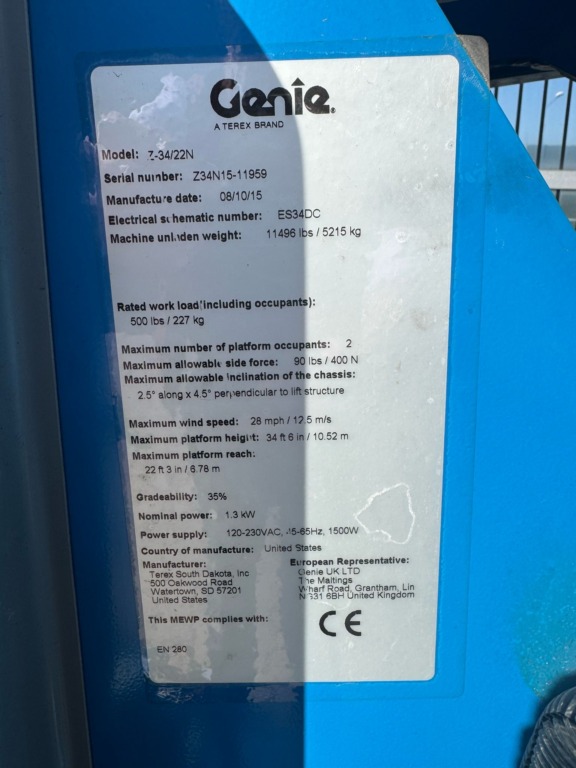 Genie®
A TEREX BRAND
Model: Z-34/22N
Serial number: Z34N15-11959
Manufacture date: 08/10/15
Electrical schematic number: ES34DC
Machine unladen weight: 11496 lbs / 5215 kg
Rated work load(including occupants):
500 lbs / 227 kg
Maximum number of platform occupants: 2
Maximum allowable side force: 90 lbs / 400 N
Maximum allowable inclination of the chassis:
2.5° along x 4.5° perpendicular to lift structure
Maximum wind speed: 28 mph / 12.5 m/s
Maximum platform height: 34 ft 6 in / 10.52 m
Maximum platform reach:
22 ft 3 in / 6.78 m
Gradeability: 35%
Nominal power: 1.3 kW
Power supply: 120-230VAC, 45-65Hz, 1500W
Country of manufacture: United States
Manufacturer:
Terex South Dakota, Inc
500 Oakwood Road
Watertown, SD 57201
United States
European Representative:
Genie UK LTD
The Maltings
Wharf Road, Grantham, Lin
NG31 6BH United Kingdom
This MEWP complies with:
CE
EN 280